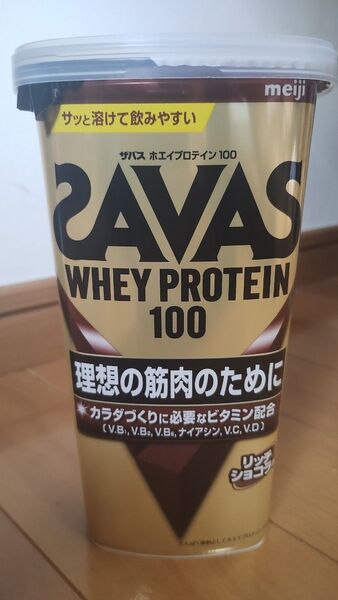 meiji
サッと溶けて飲みやすい
ザバス ホエイプロテイン100
SAVAS
WHEY PROTEIN
100
理想の筋肉のために
カラダづくりに必要なビタミン配合
(V.B₁, V.B₂, V.B₆, ナイアシン, V.C, V.D)
リッチ
ショコラ